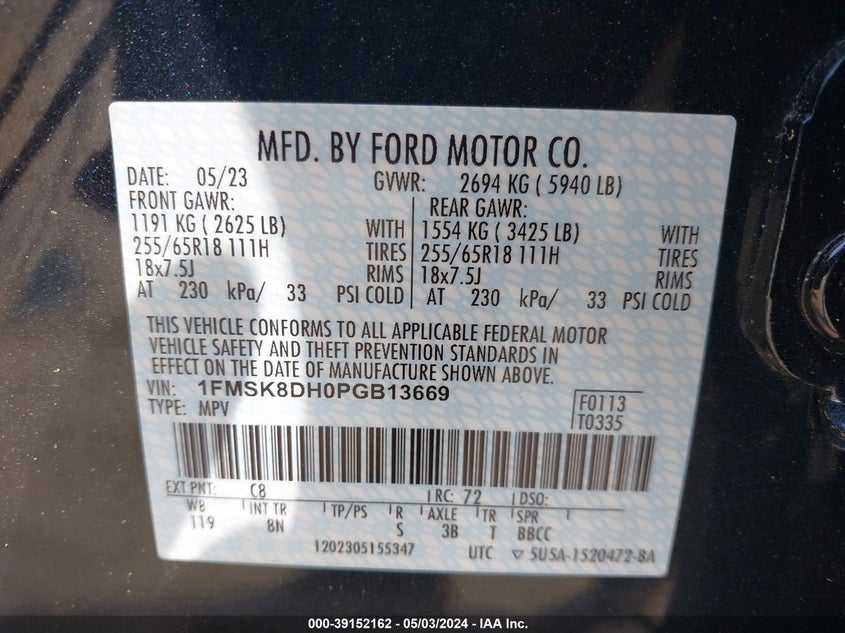 MFD. BY FORD MOTOR CO.
DATE: 05/23 GVWR: 2694 KG ( 5940 LB)
FRONT GAWR: REAR GAWR:
1191 KG ( 2625 LB) WITH 1554 KG ( 3425 LB) WITH
255/65R18 111H TIRES 255/65R18 111H TIRES
18x7.5J RIMS 18x7.5J RIMS
AT 230 kPa/ 33 PSI COLD AT 230 kPa/ 33 PSI COLD
THIS VEHICLE CONFORMS TO ALL APPLICABLE FEDERAL MOTOR
VEHICLE SAFETY AND THEFT PREVENTION STANDARDS IN
EFFECT ON THE DATE OF MANUFACTURE SHOWN ABOVE.
VIN: 1FMSK8DH0PGB13669
TYPE: MPV
F0113
T0335
EXT PNT: C8 RC: 72 DSO:
WB INT TR TP/PS R AXLE TR SPR
119 8N S 3B T BBCC
1202305155347 UTC ▽ 5U5A-1520472-BA
000-39152162 - 05/03/2024 - IAA Inc.